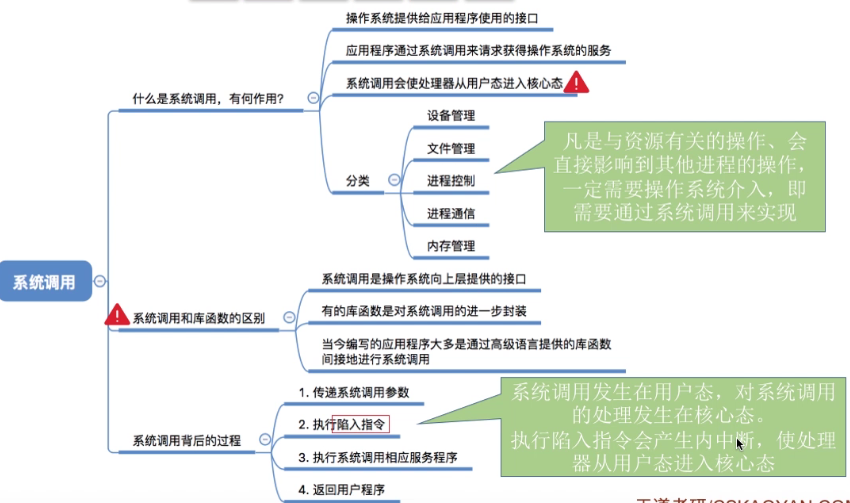 操作系统提供给应用程序使用的接口
应用程序通过系统调用来请求获得操作系统的服务
系统调用会使处理器从用户态进入核心态
什么是系统调用，有何作用？
设备管理
文件管理
分类
进程控制
进程通信
内存管理
凡是与资源有关的操作、会
直接影响到其他进程的操作，
一定需要操作系统介入，即
需要通过系统调用来实现
系统调用
系统调用是操作系统向上层提供的接口
系统调用和库函数的区别
有的库函数是对系统调用的进一步封装
当今编写的应用程序大多是通过高级语言提供的库函数
间接地进行系统调用
1. 传递系统调用参数
2. 执行陷入指令
系统调用背后的过程
3. 执行系统调用相应服务程序
4. 返回用户程序
系统调用发生在用户态，对系统调用
的处理发生在核心态。
执行陷入指令会产生内中断，使处理
器从用户态进入核心态